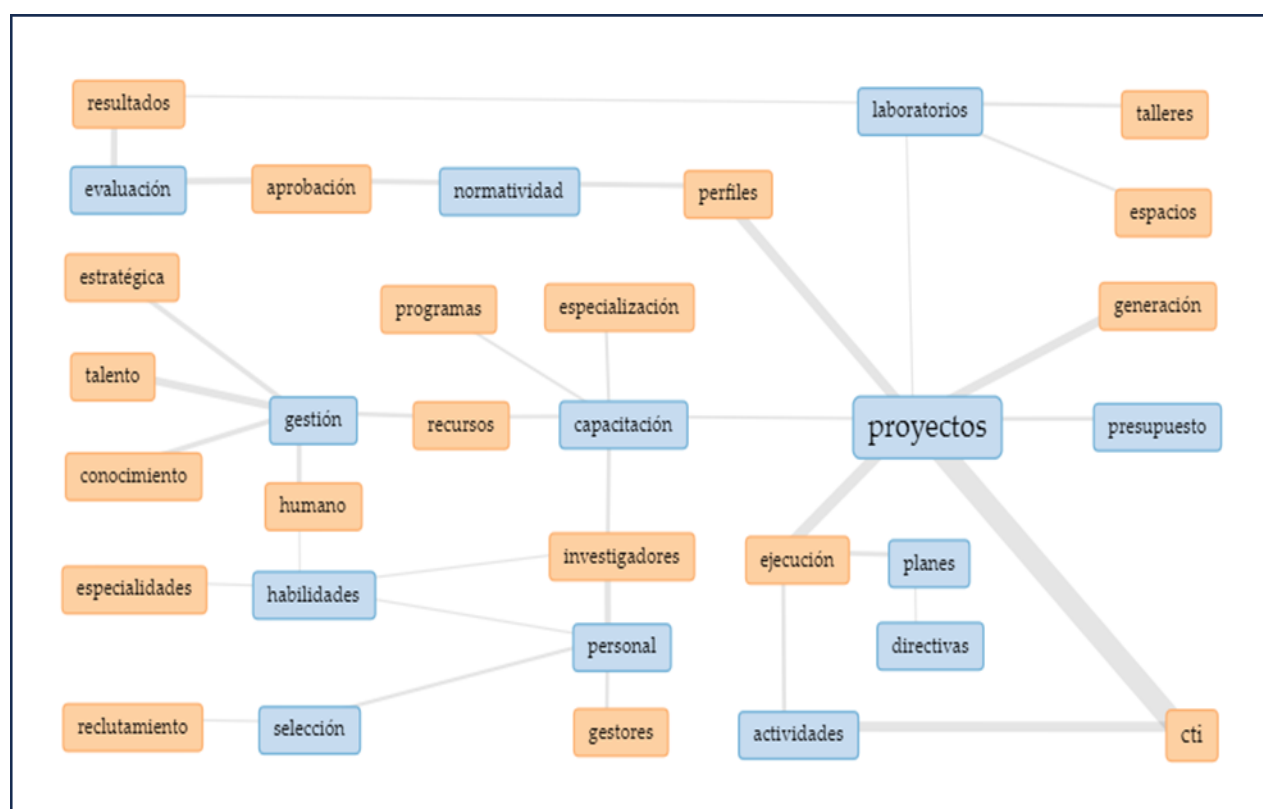 resultados
laboratorios
talleres
evaluación
aprobación
normatividad
perfiles
espacios
estratégica
programas
especialización
generación
talento
gestión
recursos
capacitación
proyectos
presupuesto
conocimiento
humano
investigadores
ejecución
planes
especialidades
habilidades
personal
directivas
reclutamiento
selección
gestores
actividades
cti